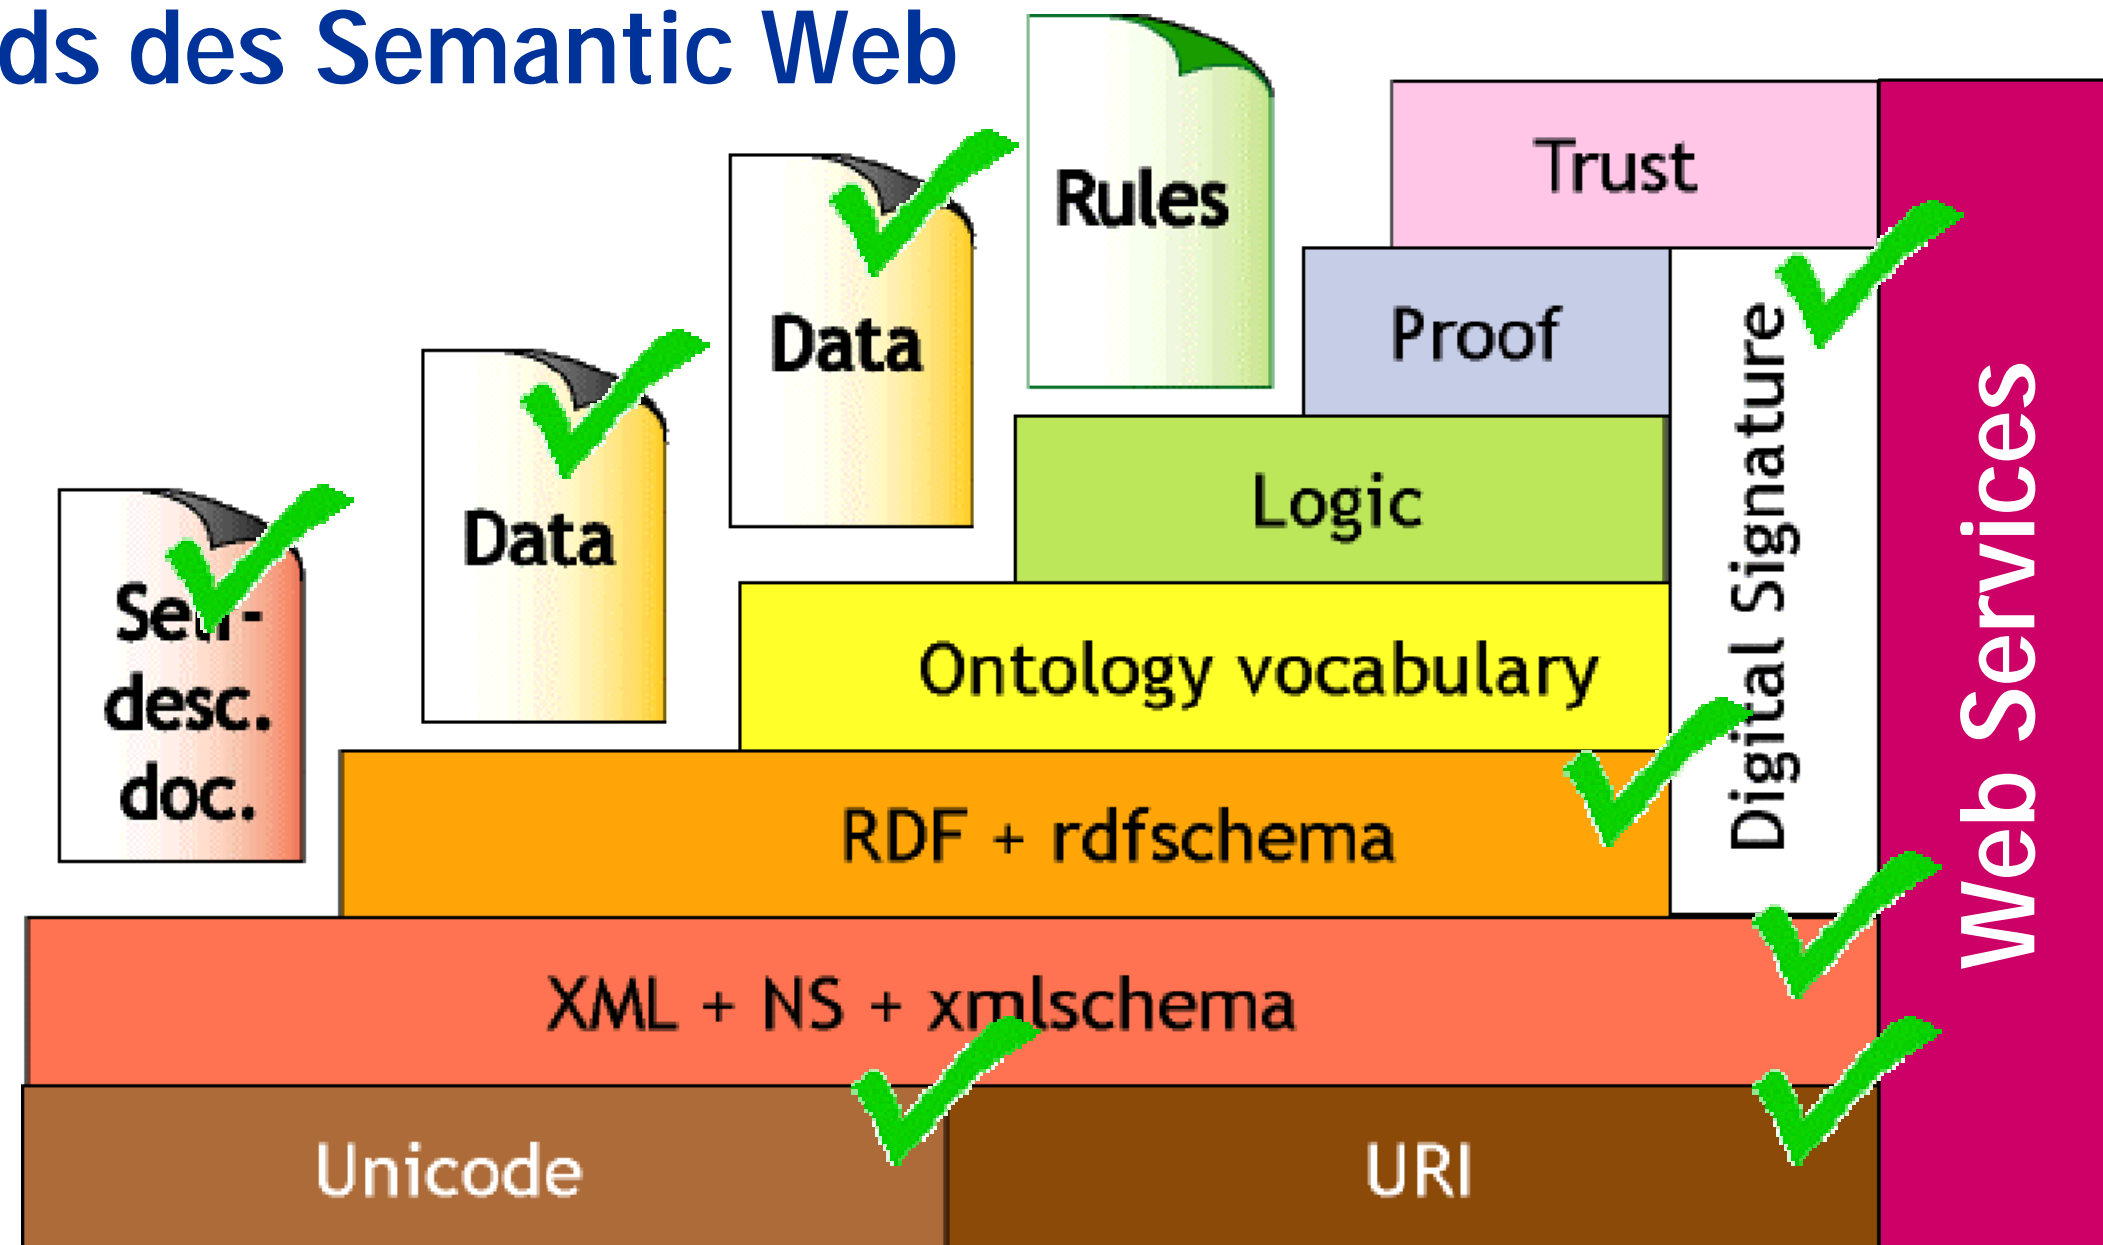 ds des Semantic Web
Rules
Trust
Data
Proof
Data
Logic
Self-
desc.
doc.
Ontology vocabulary
Digital Signature
Web Services
RDF + rdfschema
XML + NS + xmlschema
Unicode
URI